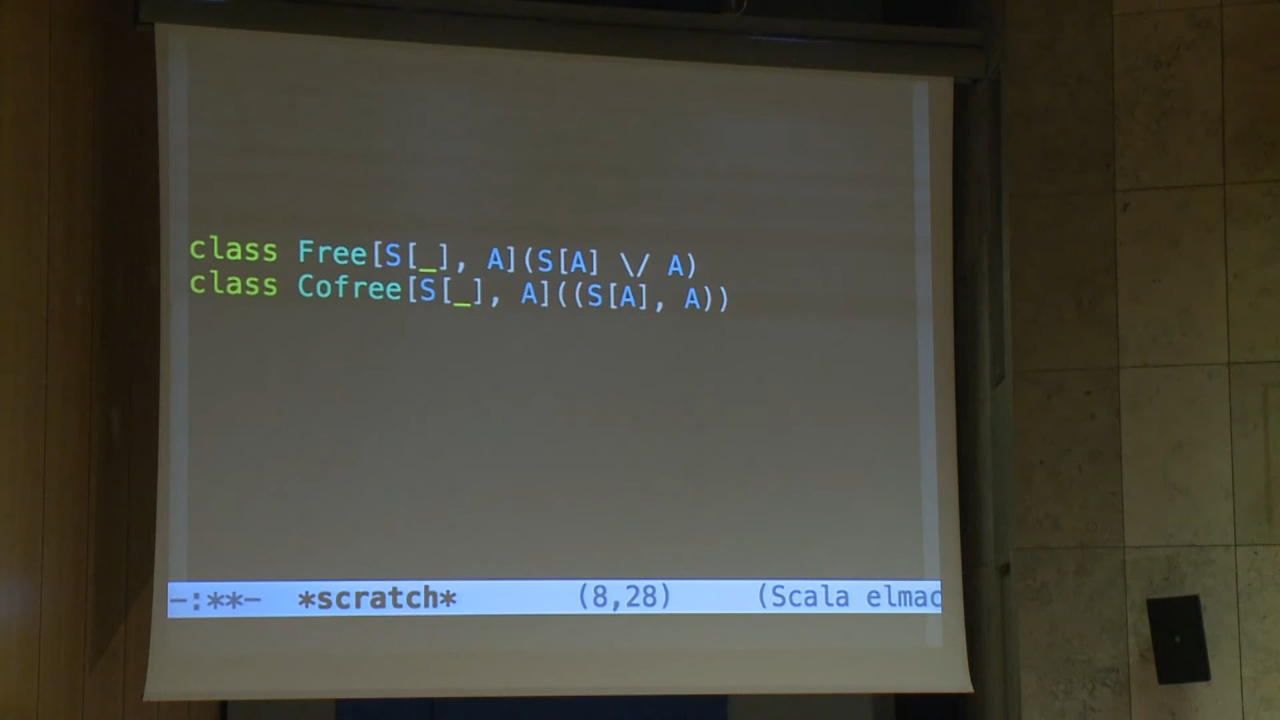 class Free[S[_], A](S[A] \/ A)
class Cofree[S[_], A]((S[A], A))
-:**- *scratch* (8,28) (Scala elmac